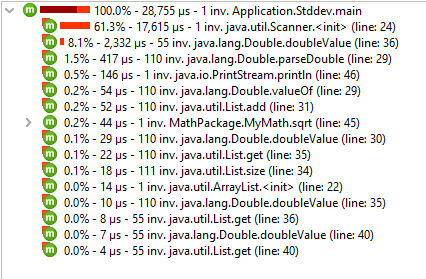 100.0% - 28,755 µs - 1 inv. Application.Stddev.main
m 61.3% - 17,615 µs - 1 inv. java.util.Scanner.<init> (line: 24)
m 8.1% - 2,332 µs - 55 inv. java.lang.Double.doubleValue (line: 36)
m 1.5% - 417 µs - 110 inv. java.lang.Double.parseDouble (line: 29)
m 0.5% - 146 µs - 1 inv. java.io.PrintStream.println (line: 46)
m 0.2% - 54 µs - 110 inv. java.lang.Double.valueOf (line: 29)
m 0.2% - 52 µs - 110 inv. java.util.List.add (line: 31)
m 0.2% - 44 µs - 1 inv. MathPackage.MyMath.sqrt (line: 45)
m 0.1% - 29 µs - 110 inv. java.lang.Double.doubleValue (line: 30)
m 0.1% - 22 µs - 110 inv. java.util.List.get (line: 35)
m 0.1% - 18 µs - 111 inv. java.util.List.size (line: 34)
m 0.0% - 14 µs - 1 inv. java.util.ArrayList.<init> (line: 22)
m 0.0% - 10 µs - 110 inv. java.lang.Double.doubleValue (line: 35)
m 0.0% - 8 µs - 55 inv. java.util.List.get (line: 36)
m 0.0% - 7 µs - 55 inv. java.lang.Double.doubleValue (line: 40)
m 0.0% - 4 µs - 55 inv. java.util.List.get (line: 40)